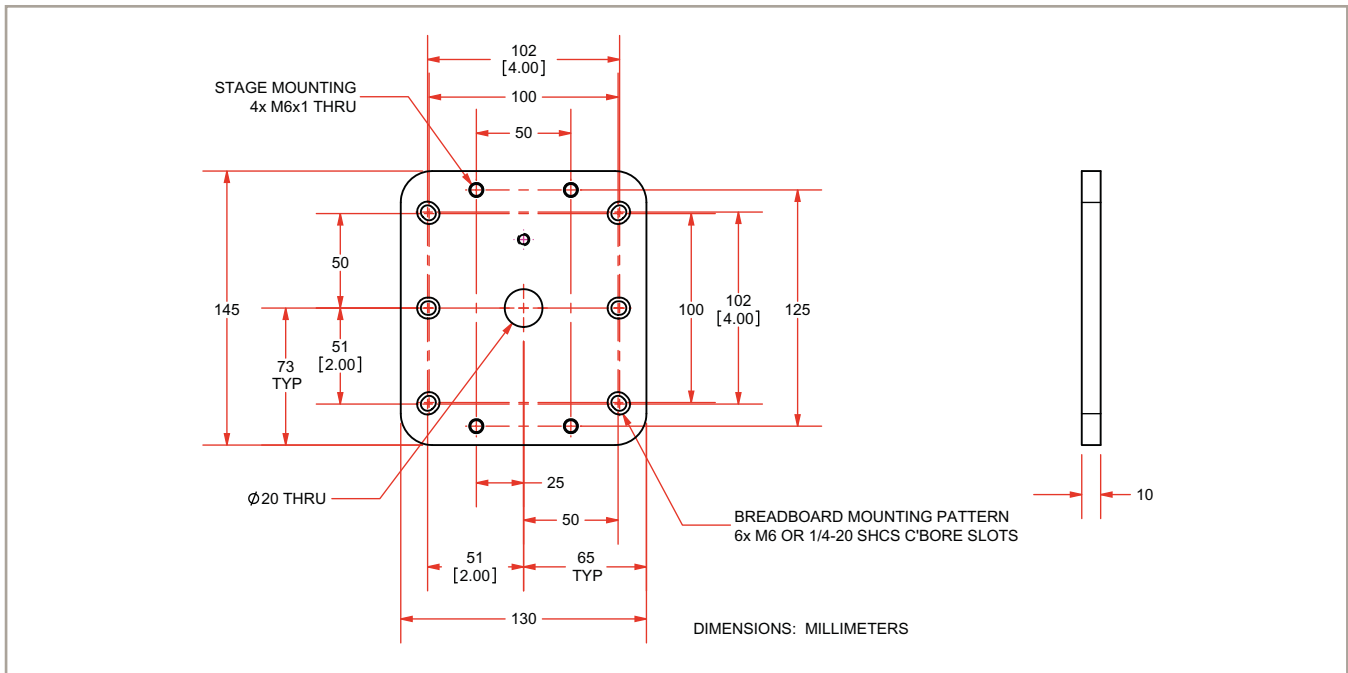 102
[4.00]
STAGE MOUNTING
4x M6x1 THRU
100
50
50
145
100
102
[4.00]
125
51
[2.00]
73
TYP
Ø20 THRU
25
10
50
BREADBOARD MOUNTING PATTERN
6x M6 OR 1/4-20 SHCS C'BORE SLOTS
51
[2.00]
65
TYP
130
DIMENSIONS: MILLIMETERS